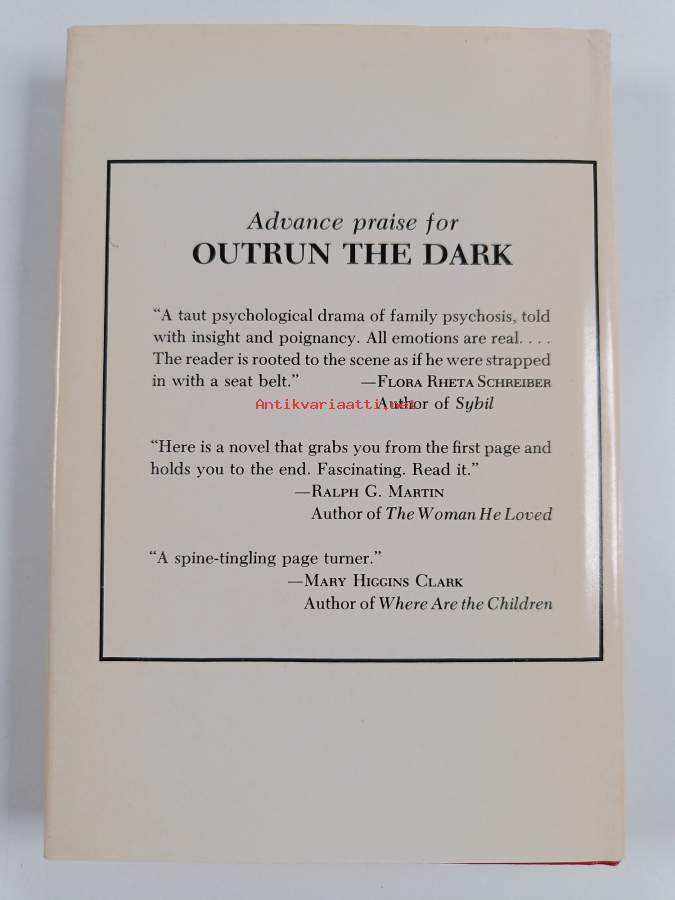 Advance praise for
OUTRUN THE DARK
“A taut psychological drama of family psychosis, told
with insight and poignancy. All emotions are real. . . .
The reader is rooted to the scene as if he were strapped
in with a seat belt.” —FLORA RHETA SCHREIBER
Author of Sybil
“Here is a novel that grabs you from the first page and
holds you to the end. Fascinating. Read it.”
—RALPH G. MARTIN
Author of The Woman He Loved
“A spine-tingling page turner.”
—MARY HIGGINS CLARK
Author of Where Are the Children